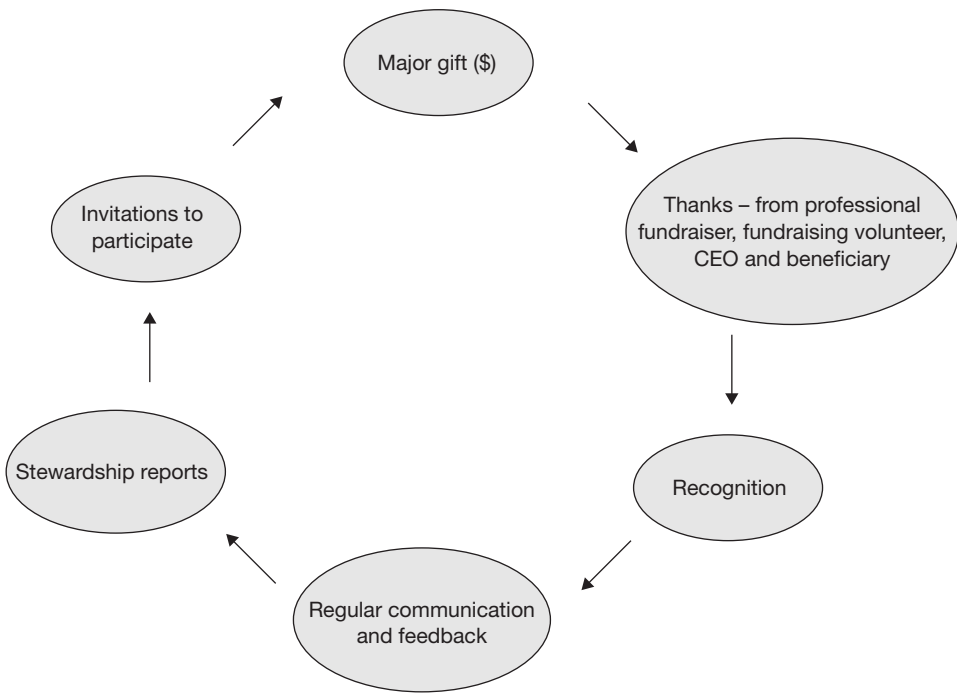 Major gift ($)
Thanks – from professional
fundraiser, fundraising volunteer,
CEO and beneficiary
Recognition
Regular communication
and feedback
Stewardship reports
Invitations to
participate